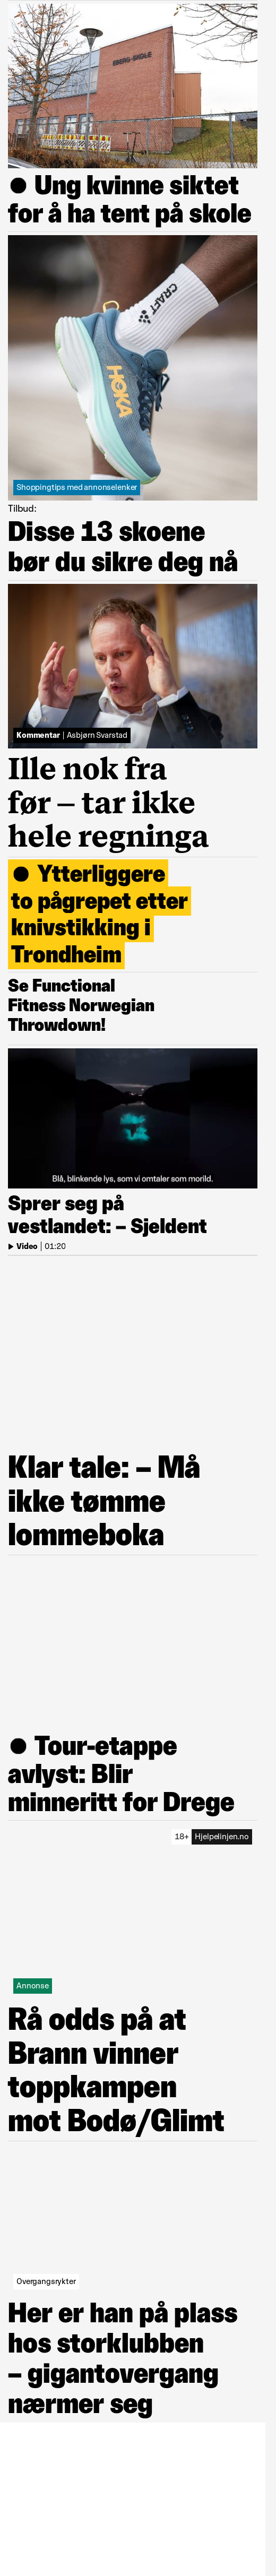 BERG SKOLE
● Ung kvinne siktet
for å ha tent på skole
CRAFT
HOKA
Shoppingtips med annonselenker
Tilbud:
Disse 13 skoene
bør du sikre deg nå
Kommentar | Asbjørn Svarstad
Ille nok fra
før – tar ikke
hele regninga
● Ytterliggere
to pågrepet etter
knivstikking i
Trondheim
Se Functional
Fitness Norwegian
Throwdown!
Blå, blinkende lys, som vi omtaler som morild.
Sprer seg på
vestlandet: – Sjeldent
Video | 01:20
Klar tale: – Må
ikke tømme
lommeboka
● Tour-etappe
avlyst: Blir
minneritt for Drege
18+ Hjelpelinjen.no
Annonse
Rå odds på at
Brann vinner
toppkampen
mot Bodø/Glimt
Overgangsrykter
Her er han på plass
hos storklubben
– gigantovergang
nærmer seg